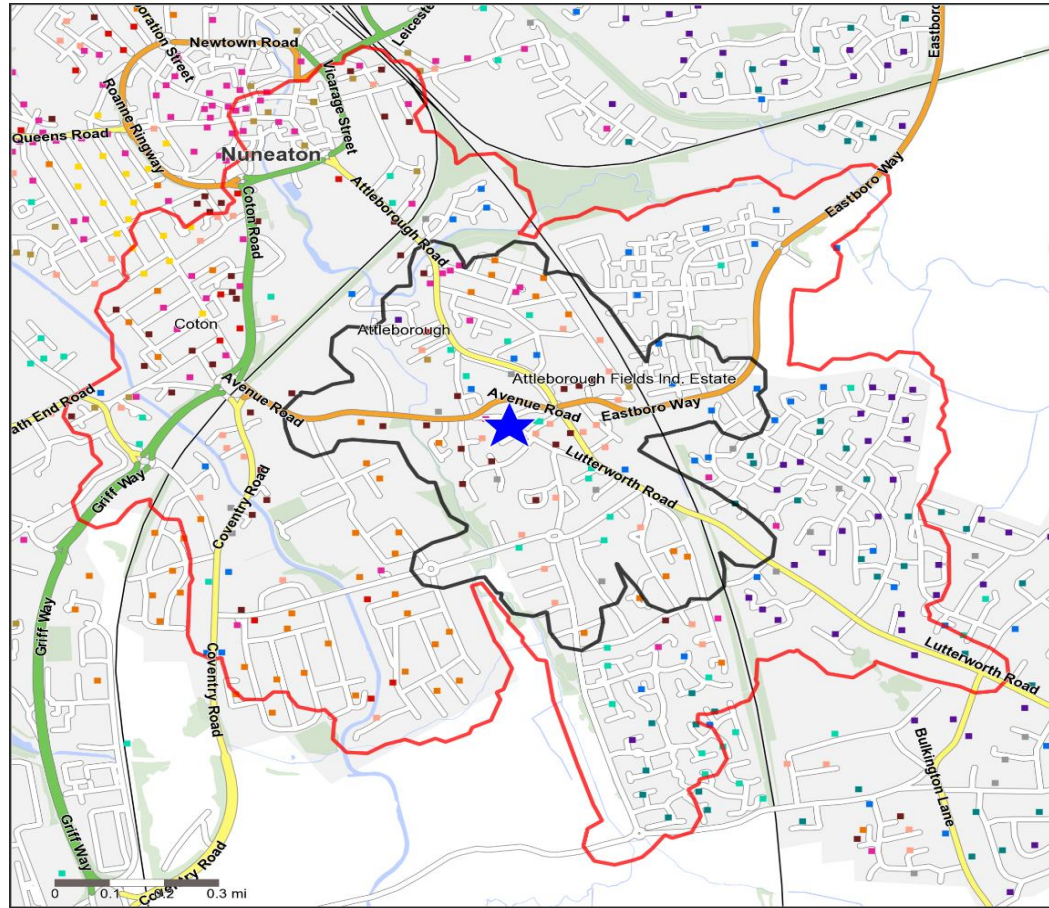 oration Street
Newtown Road
Leicester
Eastboro
Roanne Ringway
Vicarage Street
Queens Road
Nuneaton
Eastboro Way
Coton Road
Attleborough Road
Coton
Attleborough
Attleborough Fields Ind. Estate
ath End Road
Avenue Road
Avenue Road
Eastboro Way
Griff Way
Coventry Road
Lutterworth Road
Griff Way
Coventry Road
Lutterworth Road
Bulkington Lane
Griff Way
Coventry Road
0 0.1 0.2 0.3 mi